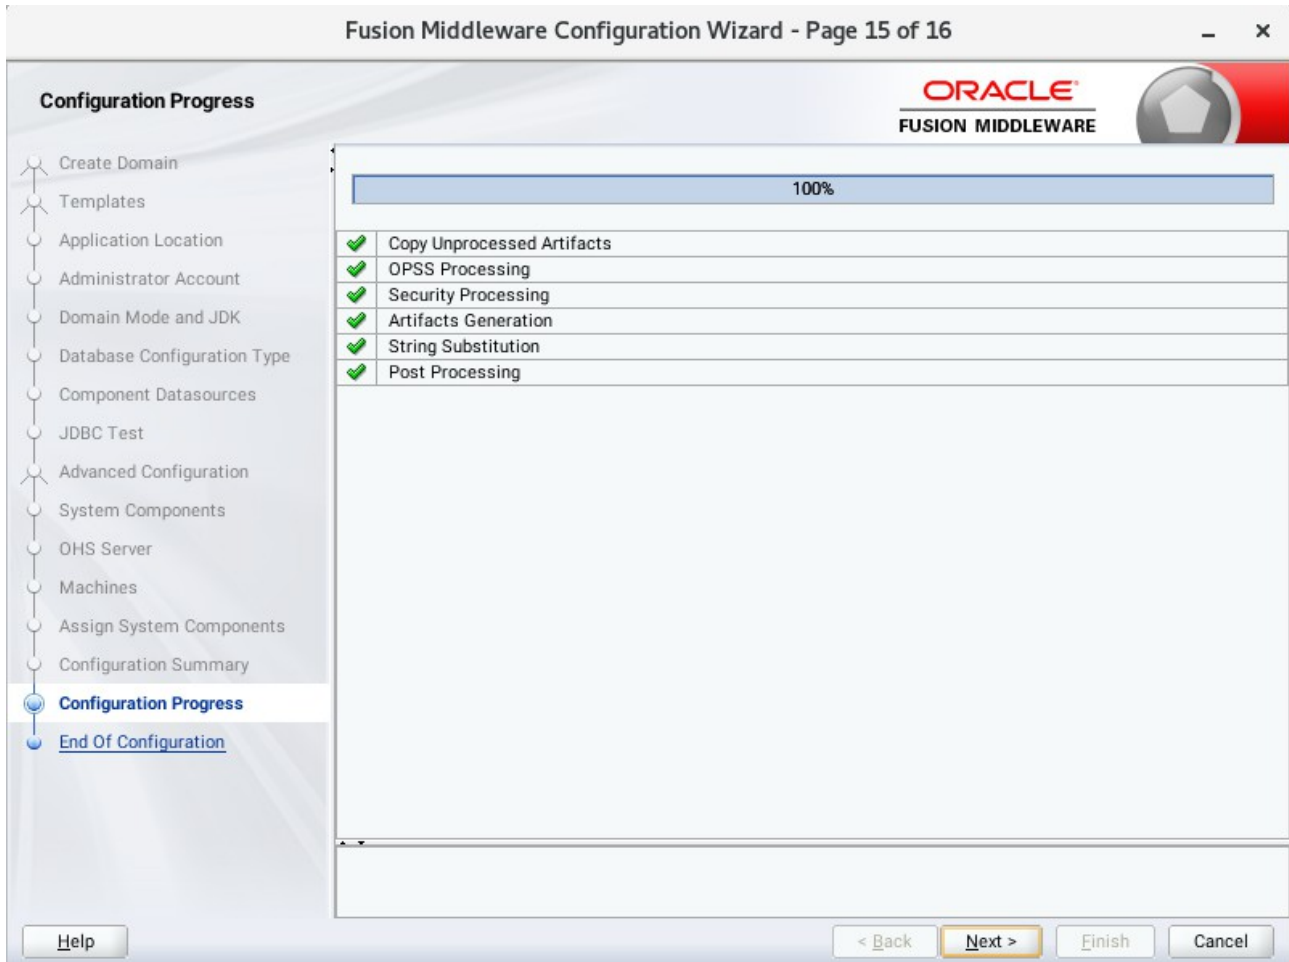 Fusion Middleware Configuration Wizard - Page 15 of 16
Configuration Progress
ORACLE
FUSION MIDDLEWARE
Create Domain
Templates
Application Location
Administrator Account
Domain Mode and JDK
Database Configuration Type
Component Datasources
JDBC Test
Advanced Configuration
System Components
OHS Server
Machines
Assign System Components
Configuration Summary
Configuration Progress
End Of Configuration
100%
Copy Unprocessed Artifacts
OPSS Processing
Security Processing
Artifacts Generation
String Substitution
Post Processing
Help
< Back
Next >
Finish
Cancel